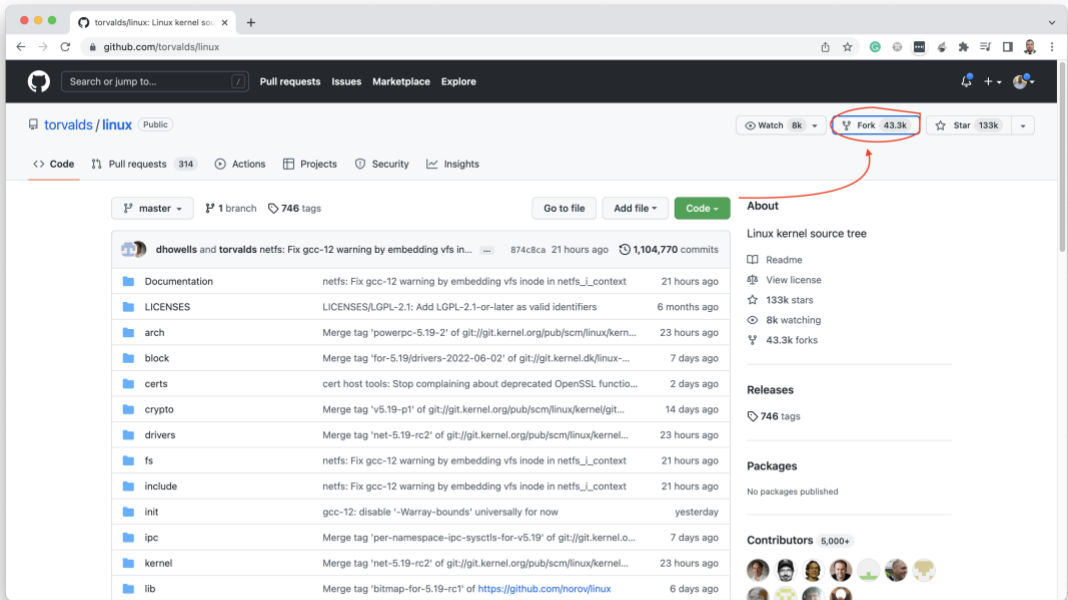 torvalds/linux: Linux kernel sou
github.com/torvalds/linux
Search or jump to... / Pull requests Issues Marketplace Explore
torvalds / linux Public Watch 8k Fork 43.3k Star 133k
Code Pull requests 314 Actions Projects Security Insights
master 1 branch 746 tags Go to file Add file Code
dhowells and torvalds netfs: Fix gcc-12 warning by embedding vfs in... ... 874c8ca 21 hours ago 1,104,770 commits
Documentation netfs: Fix gcc-12 warning by embedding vfs inode in netfs_i_context 21 hours ago
LICENSES LICENSES/LGPL-2.1: Add LGPL-2.1-or-later as valid identifiers 6 months ago
arch Merge tag 'powerpc-5.19-2' of git://git.kernel.org/pub/scm/linux/kern... 23 hours ago
block Merge tag 'for-5.19/drivers-2022-06-02' of git://git.kernel.dk/linux-... 7 days ago
certs cert host tools: Stop complaining about deprecated OpenSSL functio... 2 days ago
crypto Merge tag 'v5.19-p1' of git://git.kernel.org/pub/scm/linux/kernel/git... 14 days ago
drivers Merge tag 'net-5.19-rc2' of git://git.kernel.org/pub/scm/linux/kernel... 23 hours ago
fs netfs: Fix gcc-12 warning by embedding vfs inode in netfs_i_context 21 hours ago
include netfs: Fix gcc-12 warning by embedding vfs inode in netfs_i_context 21 hours ago
init gcc-12: disable '-Warray-bounds' universally for now yesterday
ipc Merge tag 'per-namespace-ipc-sysctls-for-v5.19' of git://git.kernel.o... 7 days ago
kernel Merge tag 'net-5.19-rc2' of git://git.kernel.org/pub/scm/linux/kernel... 23 hours ago
lib Merge tag 'bitmap-for-5.19-rc1' of https://github.com/norov/linux 6 days ago
About
Linux kernel source tree
Readme
View license
133k stars
8k watching
43.3k forks
Releases
746 tags
Packages
No packages published
Contributors 5,000+